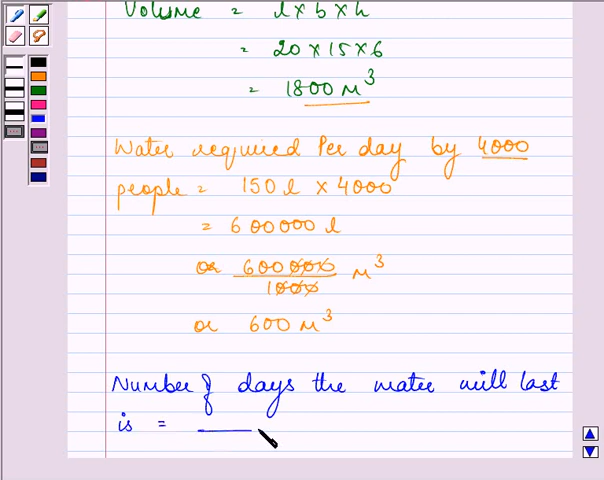 Volume = l × b × h
= 20 × 15 × 6
= 1800 M³
Water required Per day by 4000
people = 150 l × 4000
= 600000 l
or 600000/1000 M³
or 600 M³
Number of days the water will last
is =